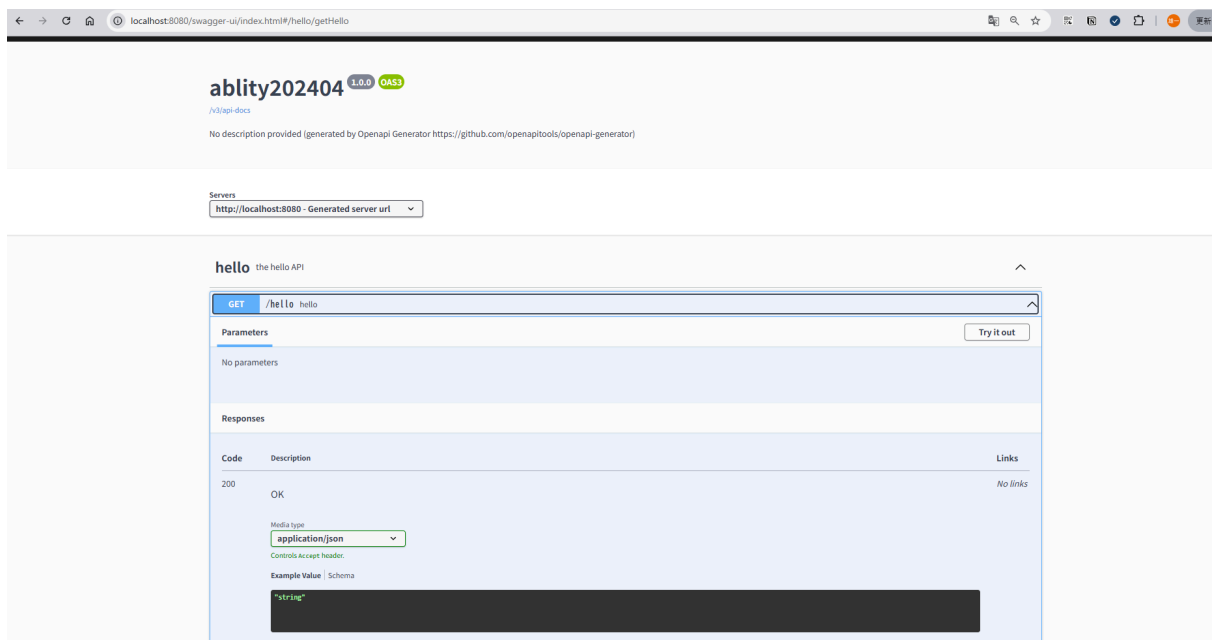 localhost:8080/swagger-ui/index.html#/hello/getHello
更新
ablity202404 1.0.0 OAS3
/v3/api-docs
No description provided (generated by Openapi Generator https://github.com/openapitools/openapi-generator)
Servers
http://localhost:8080 - Generated server url
hello the hello API
GET /hello hello
Parameters Try it out
No parameters
Responses
Code Description Links
200 OK No links
Media type
application/json
Controls Accept header.
Example Value Schema
"string"